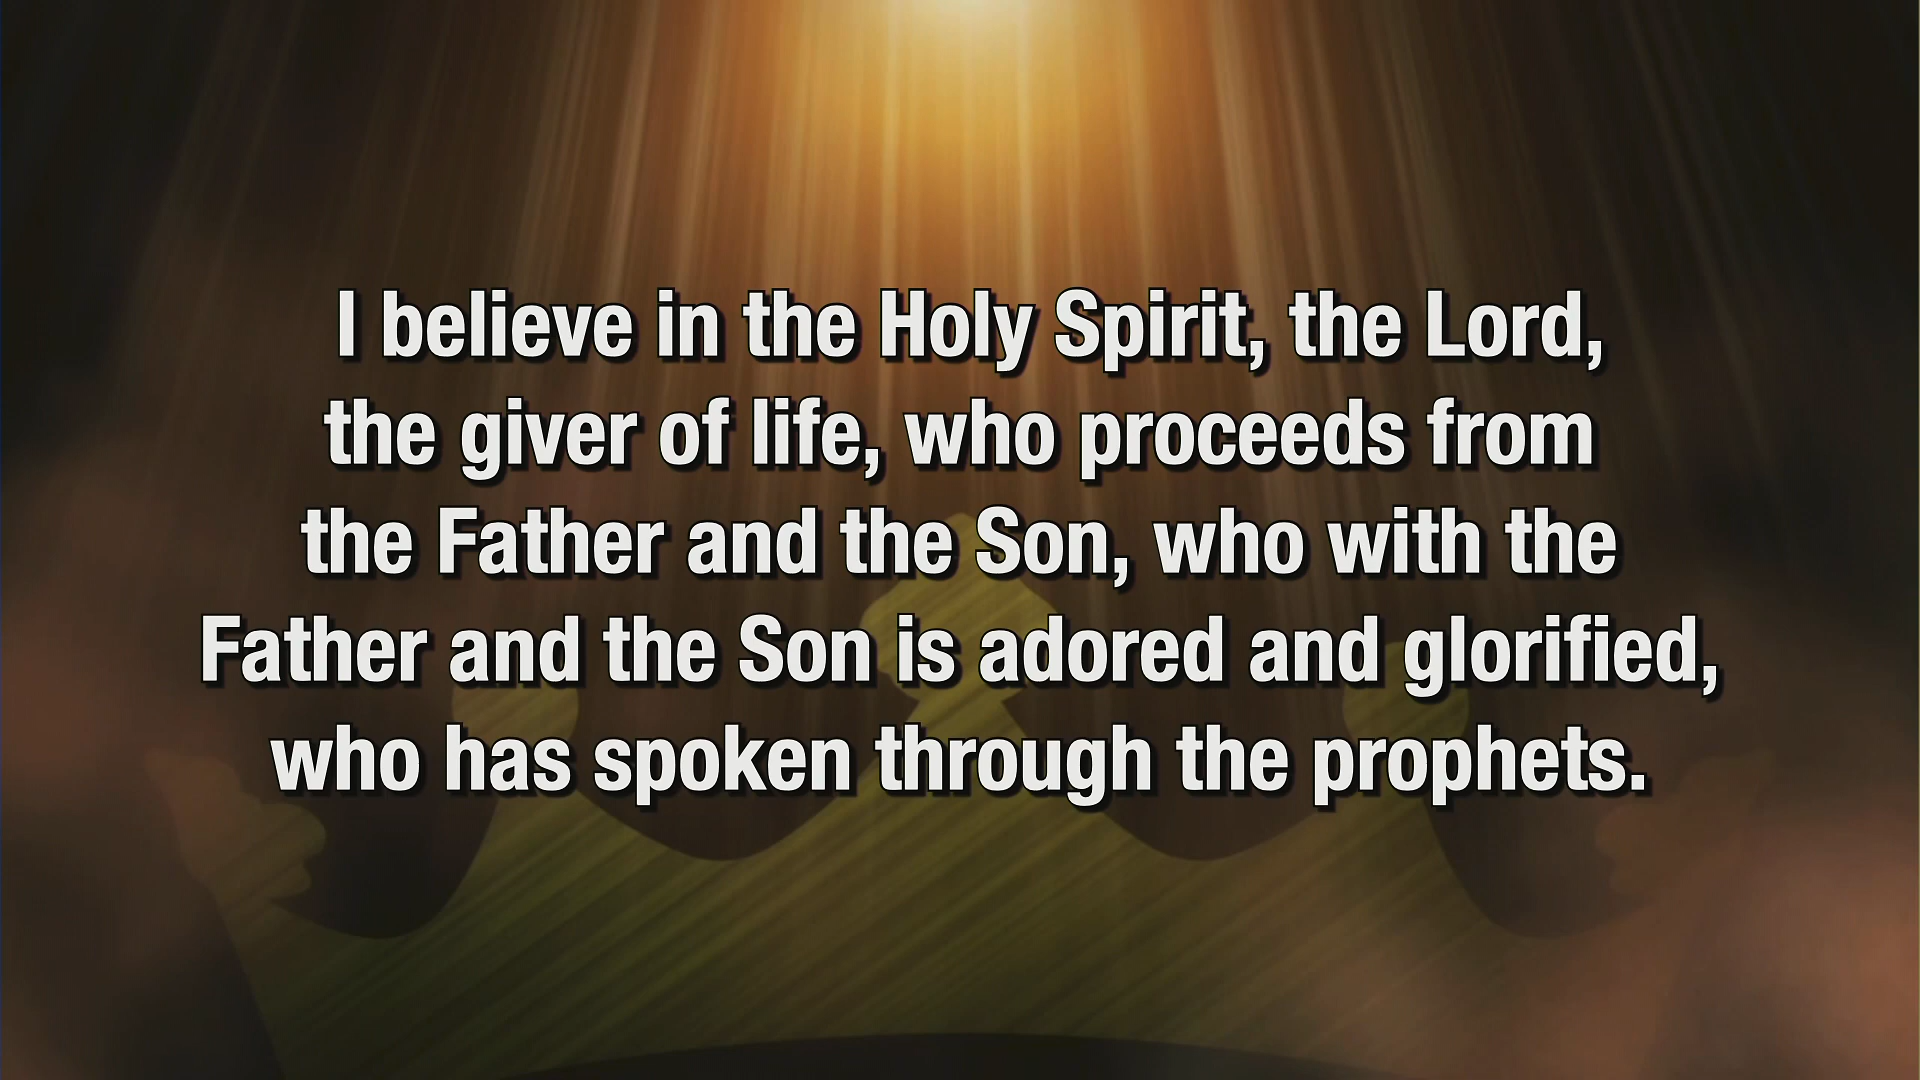 I believe in the Holy Spirit, the Lord,
the giver of life, who proceeds from
the Father and the Son, who with the
Father and the Son is adored and glorified,
who has spoken through the prophets.